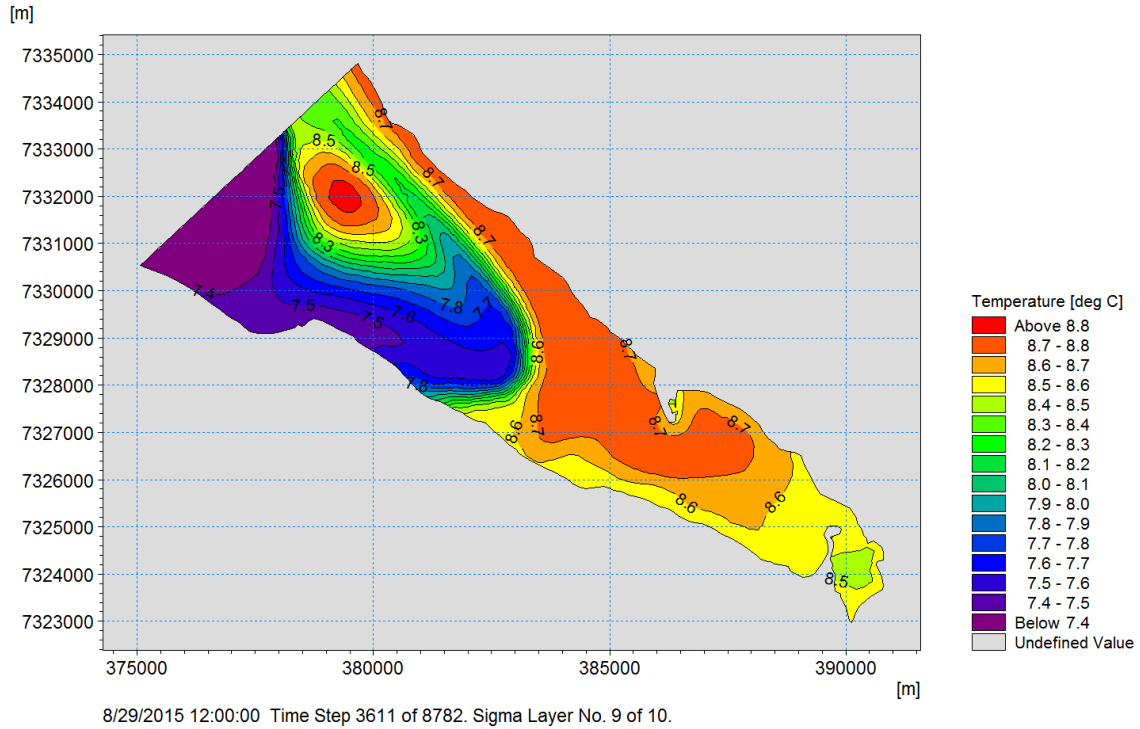 [m]
7335000
7334000
7333000
7332000
7331000
7330000
7329000
7328000
7327000
7326000
7325000
7324000
7323000
375000 380000 385000 390000
[m]
8.7
8.5
8.5
8.7
7.5
8.3
8.3
8.7
7.4
7.5
7.8
7.7
7.6
7.5
8.6
8.7
7.8
8.6
8.7
8.7
8.7
8.6
8.6
8.5
Temperature [deg C]
Above 8.8
8.7 - 8.8
8.6 - 8.7
8.5 - 8.6
8.4 - 8.5
8.3 - 8.4
8.2 - 8.3
8.1 - 8.2
8.0 - 8.1
7.9 - 8.0
7.8 - 7.9
7.7 - 7.8
7.6 - 7.7
7.5 - 7.6
7.4 - 7.5
Below 7.4
Undefined Value
8/29/2015 12:00:00 Time Step 3611 of 8782. Sigma Layer No. 9 of 10.